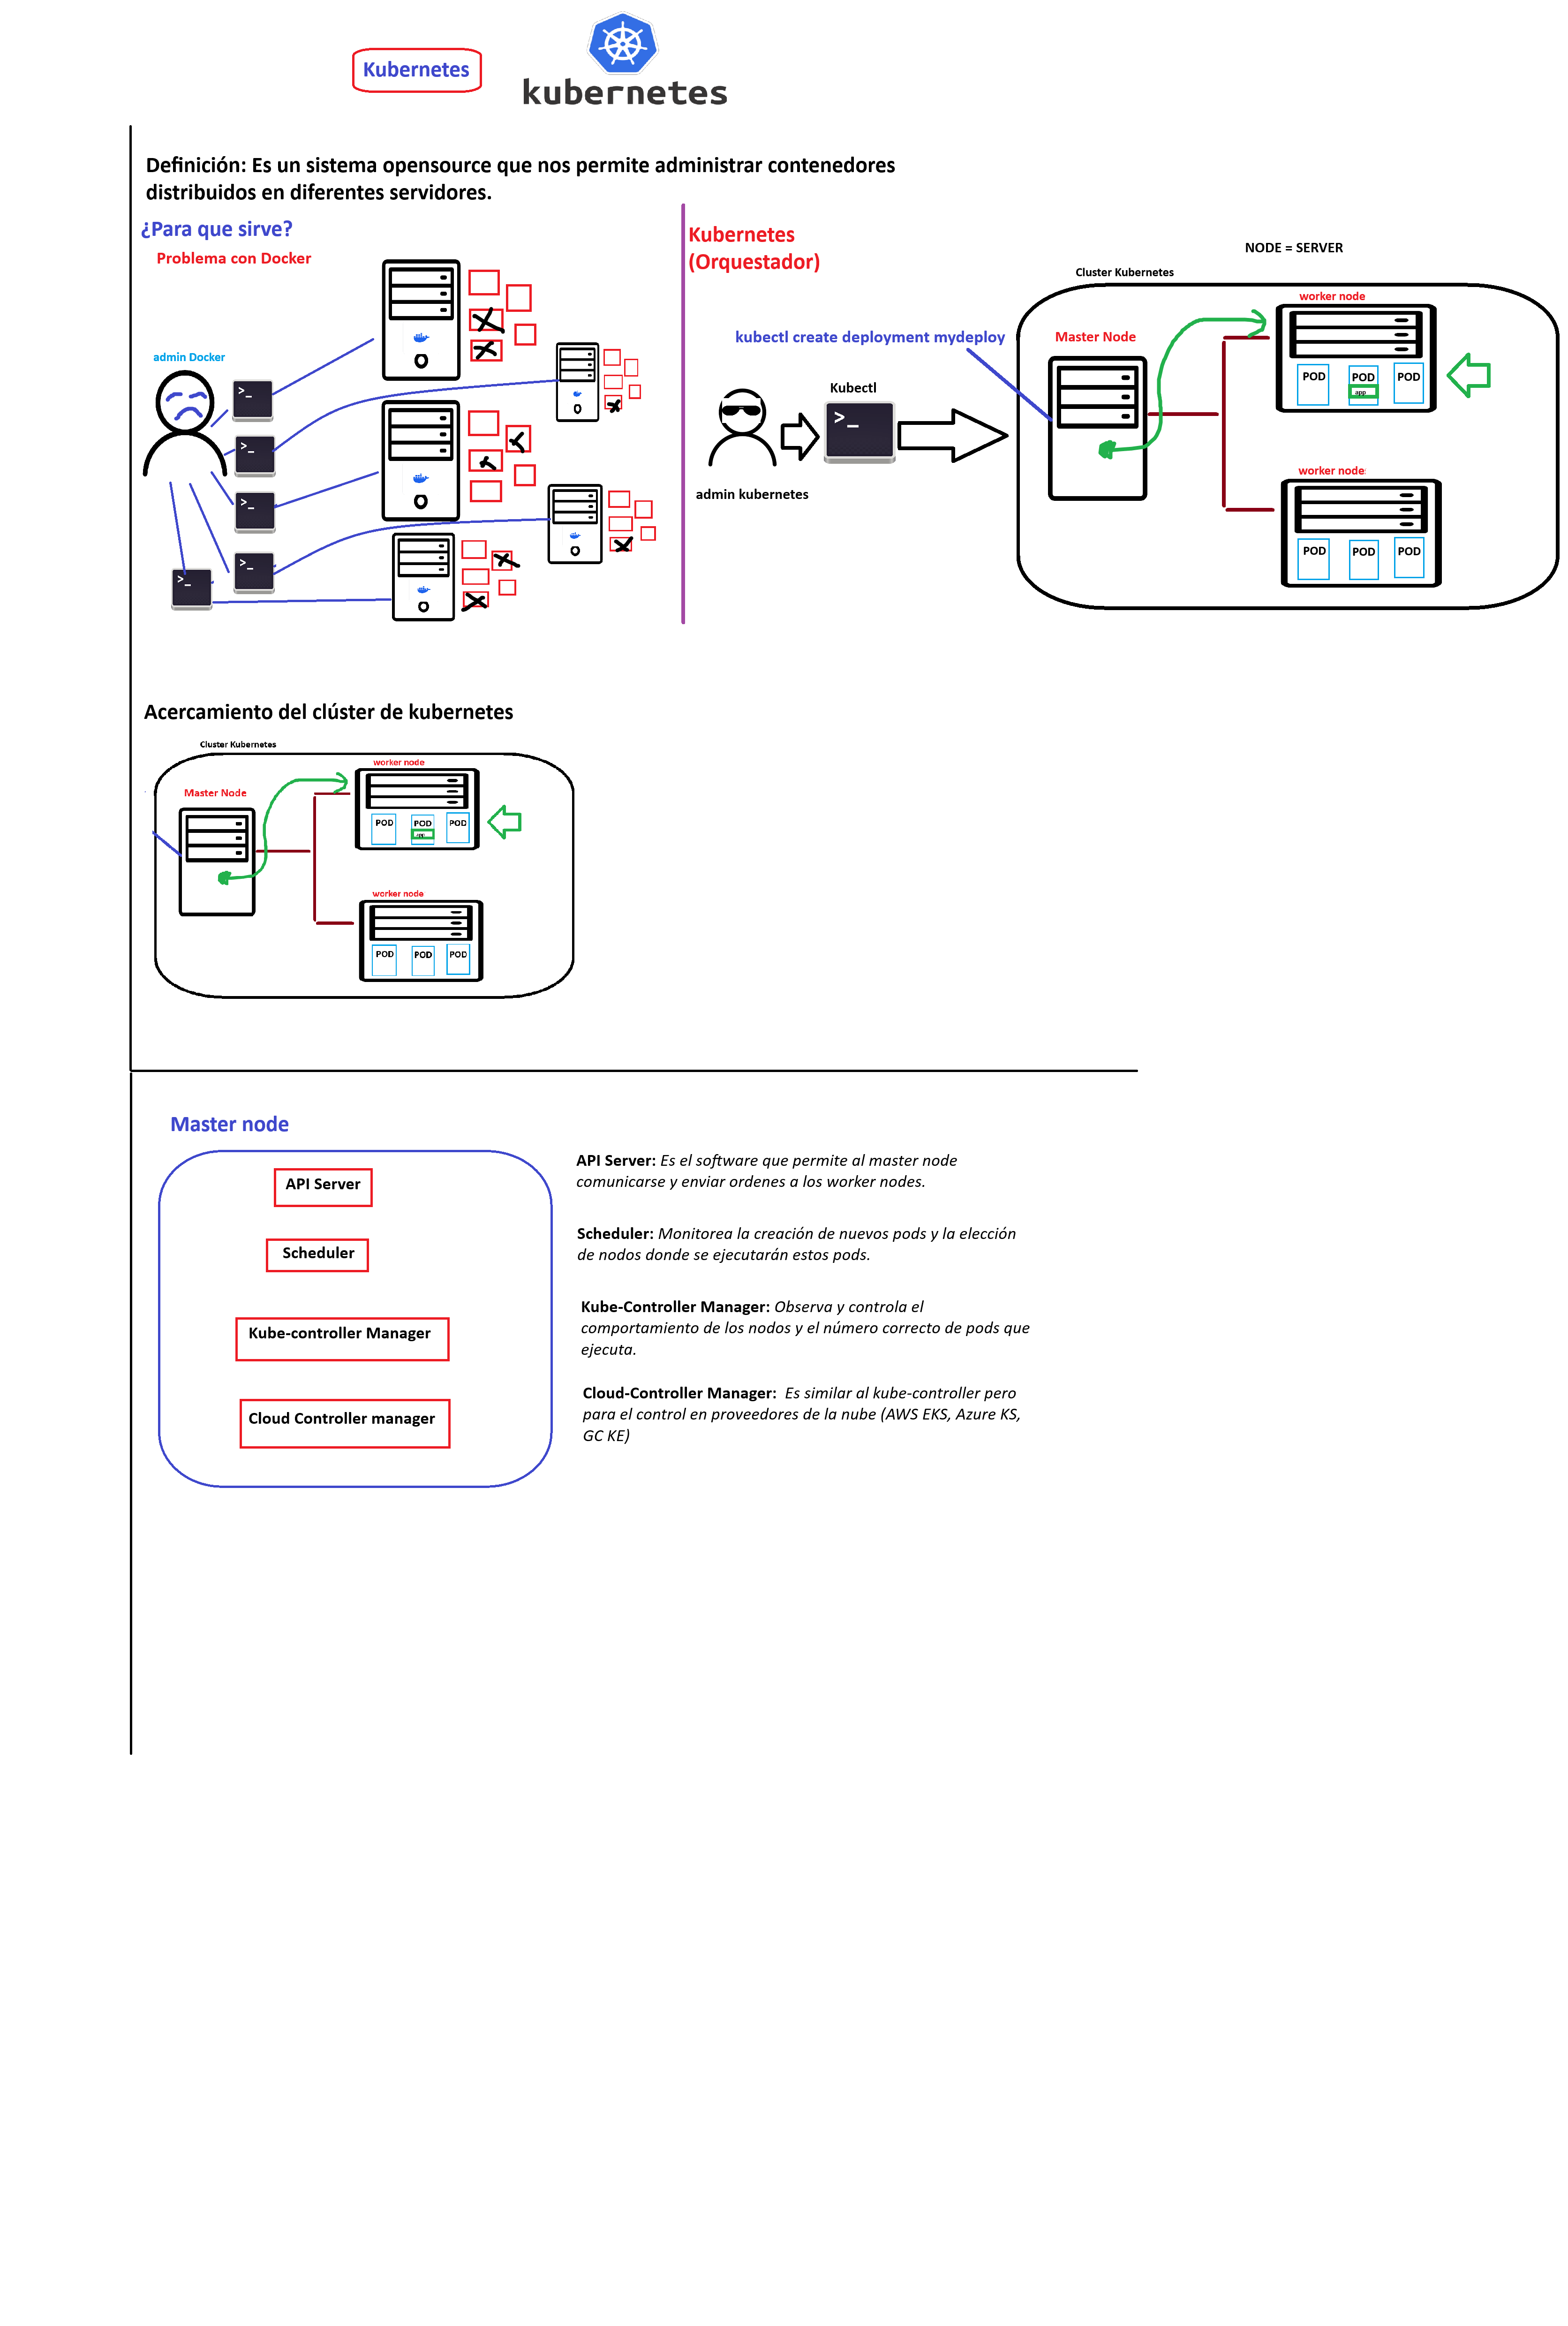 Kubernetes
kubernetes
Definición: Es un sistema opensource que nos permite administrar contenedores
distribuidos en diferentes servidores.
¿Para que sirve?
Problema con Docker
admin Docker
>_
>_
>_
>_
>_
Kubernetes
(Orquestador)
NODE = SERVER
Cluster Kubernetes
worker node
kubectl create deployment mydeploy
Master Node
POD
POD
POD
app
Kubectl
>_
admin kubernetes
worker node
POD
POD
POD
Acercamiento del clúster de kubernetes
Cluster Kubernetes
worker node
Master Node
POD
POD
POD
app
worker node
POD
POD
POD
Master node
API Server
Scheduler
Kube-controller Manager
Cloud Controller manager
API Server: Es el software que permite al master node
comunicarse y enviar ordenes a los worker nodes.
Scheduler: Monitorea la creación de nuevos pods y la elección
de nodos donde se ejecutarán estos pods.
Kube-Controller Manager: Observa y controla el
comportamiento de los nodos y el número correcto de pods que
ejecuta.
Cloud-Controller Manager: Es similar al kube-controller pero
para el control en proveedores de la nube (AWS EKS, Azure KS,
GC KE)